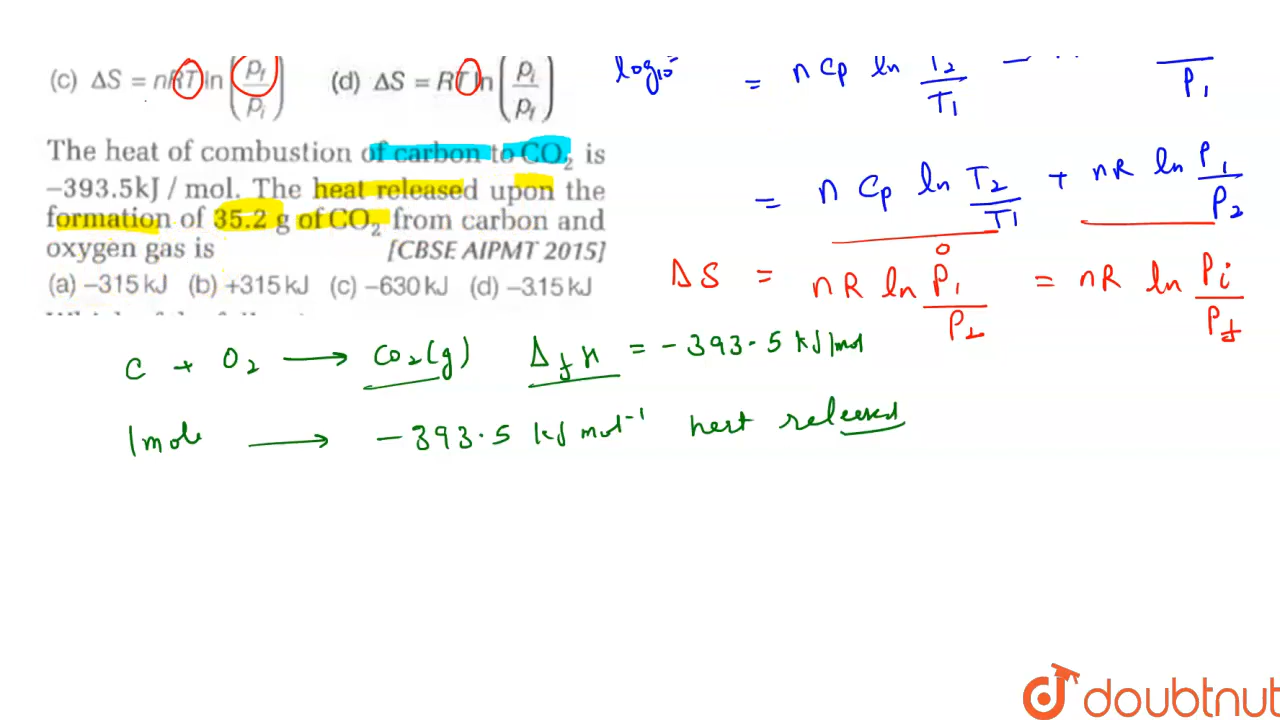 (c) ΔS = nRT ln (pf/pi) (d) ΔS = RT ln (pi/pf)
The heat of combustion of carbon to CO₂ is
−393.5kJ / mol. The heat released upon the
formation of 35.2 g of CO₂ from carbon and
oxygen gas is [CBSE AIPMT 2015]
(a) −315 kJ (b) +315 kJ (c) −630 kJ (d) −3.15 kJ
= n Cp ln T2/T1 − P1
= n Cp ln T2/T1 + nR ln P1/P2
0
ΔS = nR ln P1/P2 = nR ln Pi/Pf
C + O2 → CO2(g) ΔfH = −393.5 kJ/mol
1 mole → −393.5 kJ mol⁻¹ heat released
doubtnut